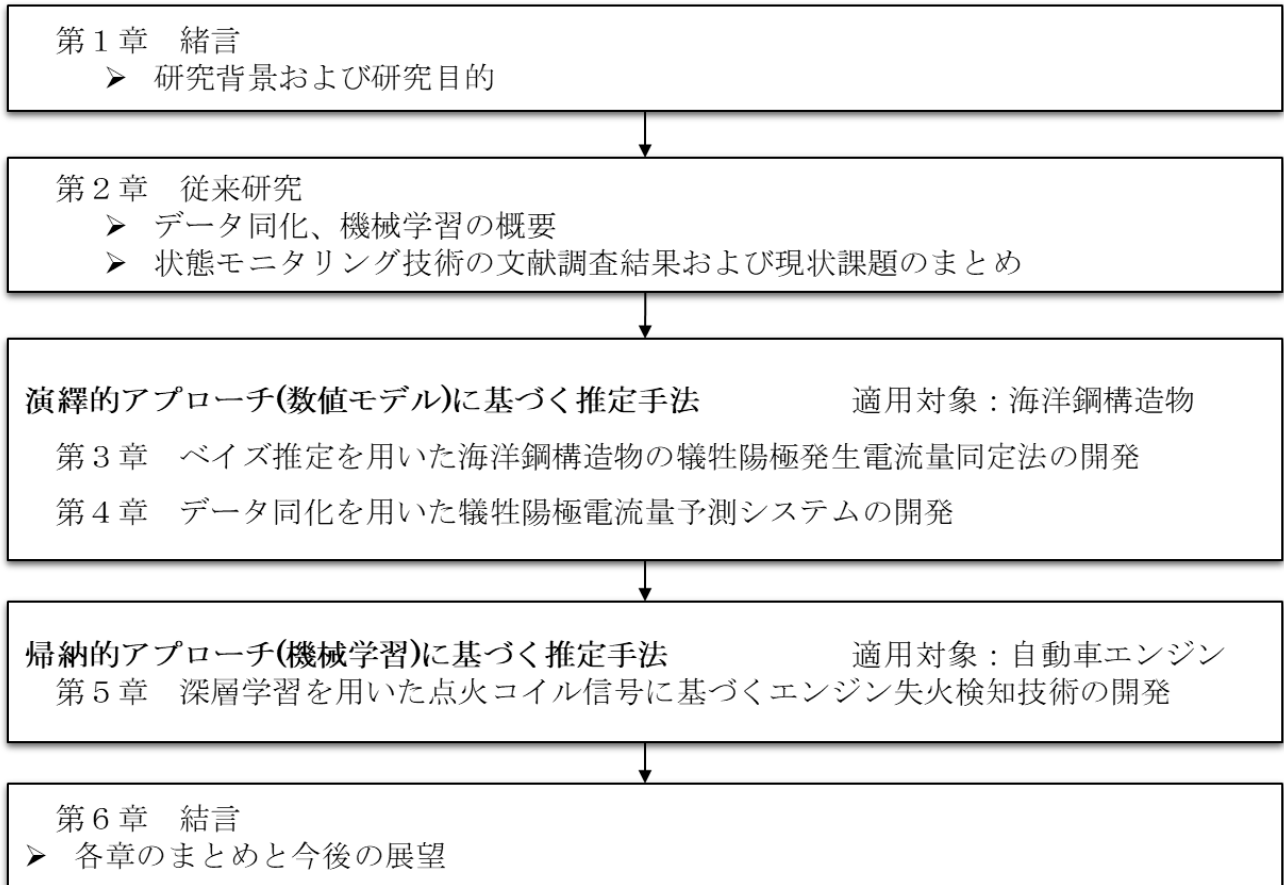 第１章　緒言
➢ 研究背景および研究目的
第２章　従来研究
➢ データ同化、機械学習の概要
➢ 状態モニタリング技術の文献調査結果および現状課題のまとめ
演繹的アプローチ(数値モデル)に基づく推定手法　適用対象：海洋鋼構造物
第３章　ベイズ推定を用いた海洋鋼構造物の犠牲陽極発生電流量同定法の開発
第４章　データ同化を用いた犠牲陽極電流量予測システムの開発
帰納的アプローチ(機械学習)に基づく推定手法　適用対象：自動車エンジン
第５章　深層学習を用いた点火コイル信号に基づくエンジン失火検知技術の開発
第６章　結言
➢ 各章のまとめと今後の展望